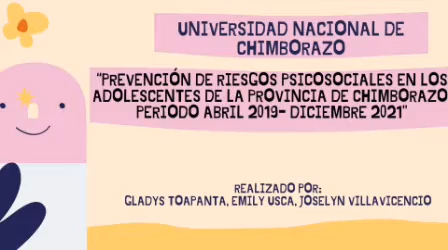 UNIVERSIDAD NACIONAL DE
CHIMBORAZO
"PREVENCIÓN DE RIESGOS PSICOSOCIALES EN LOS
ADOLESCENTES DE LA PROVINCIA DE CHIMBORAZO
PERIODO ABRIL 2019- DICIEMBRE 2021"
REALIZADO POR:
GLADYS TOAPANTA, EMILY USCA, JOSELYN VILLAVICENCIO